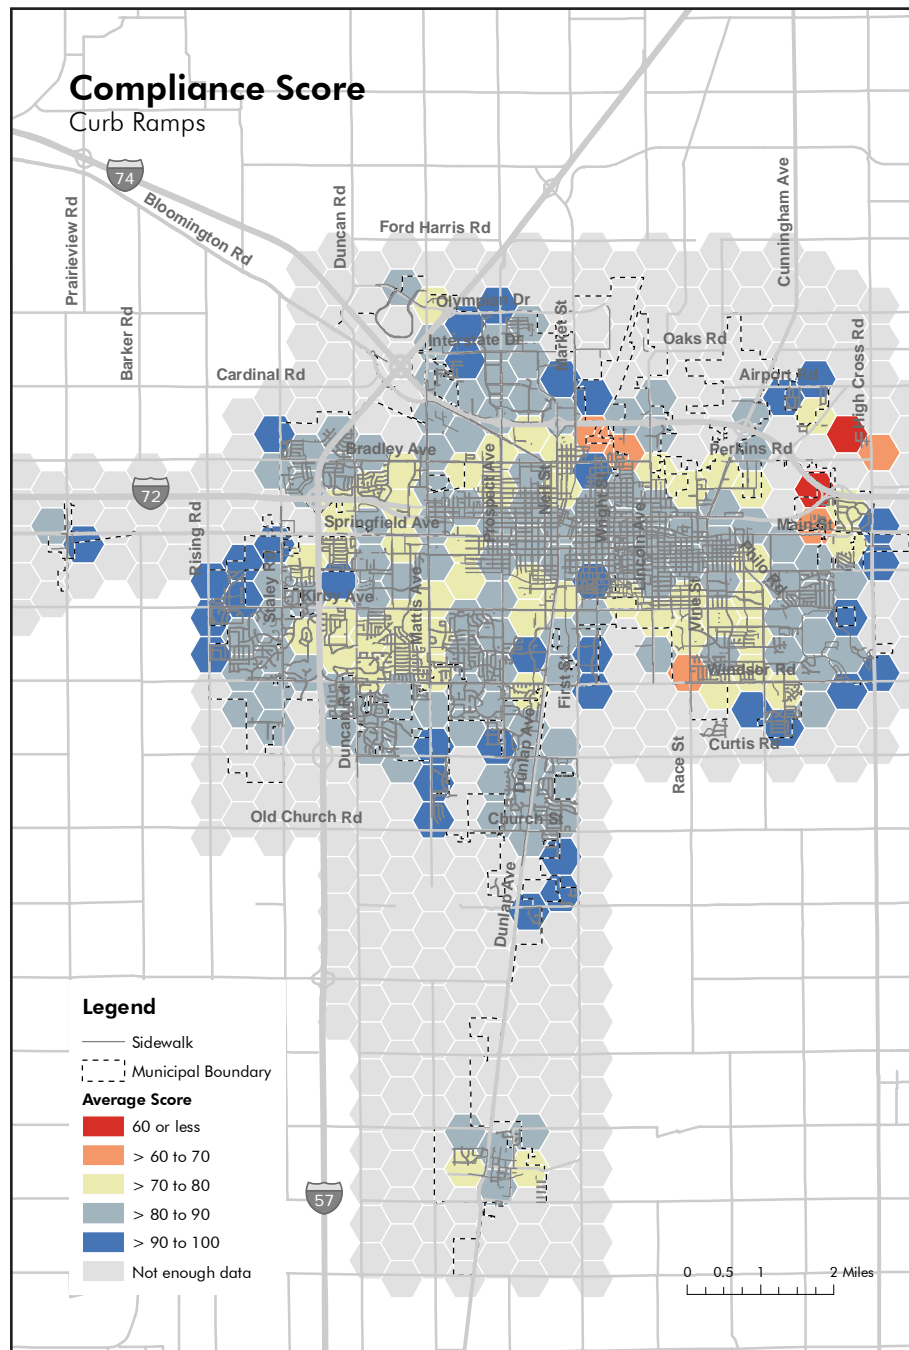 Compliance Score
Curb Ramps
74
Bloomington Rd
Prairieview Rd
Duncan Rd
Ford Harris Rd
Cunningham Ave
Barker Rd
Olympian Dr
Interstate Dr
Market St
Oaks Rd
Cardinal Rd
Airport Rd
High Cross Rd
Bradley Ave
Prospect Ave
Neil St
Perkins Rd
72
Rising Rd
Springfield Ave
Wright St
Lincoln Ave
Main St
Staley Rd
Kirby Ave
Matts Ave
Vine St
Philo Rd
First St
Windsor Rd
Duncan Rd
Dunlap Ave
Race St
Curtis Rd
Old Church Rd
Church St
Dunlap Ave
Legend
Sidewalk
Municipal Boundary
Average Score
60 or less
> 60 to 70
> 70 to 80
> 80 to 90
> 90 to 100
Not enough data
57
0 0.5 1 2 Miles